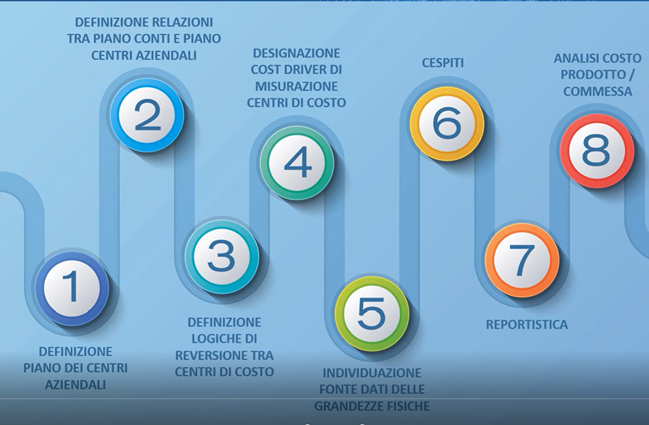 DEFINIZIONE RELAZIONI
TRA PIANO CONTI E PIANO
CENTRI AZIENDALI
2
DESIGNAZIONE
COST DRIVER DI
MISURAZIONE
CENTRI DI COSTO
4
CESPITI
6
ANALISI COSTO
PRODOTTO /
COMMESSA
8
1
DEFINIZIONE
PIANO DEI CENTRI
AZIENDALI
3
DEFINIZIONE
LOGICHE DI
REVERSIONE TRA
CENTRI DI COSTO
5
INDIVIDUAZIONE
FONTE DATI DELLE
GRANDEZZE FISICHE
7
REPORTISTICA